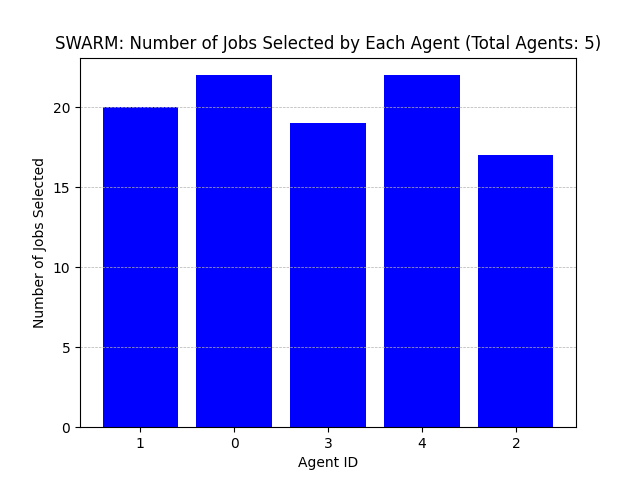 SWARM: Number of Jobs Selected by Each Agent (Total Agents: 5)
Number of Jobs Selected
20
15
10
5
0
1 0 3 4 2
Agent ID